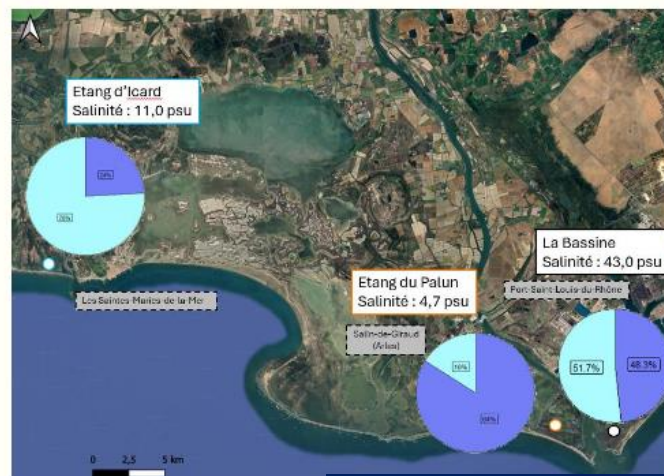 Etang d'Icard
Salinité : 11,0 psu
24%
76%
La Bassine
Salinité : 43,0 psu
Etang du Palun
Salinité : 4,7 psu
Port-Saint-Louis-du-Rhône
Les Saintes-Maries-de-la-Mer
Salin-de-Giraud
(Arles)
51.7%
48.3%
0 2,5 5 km